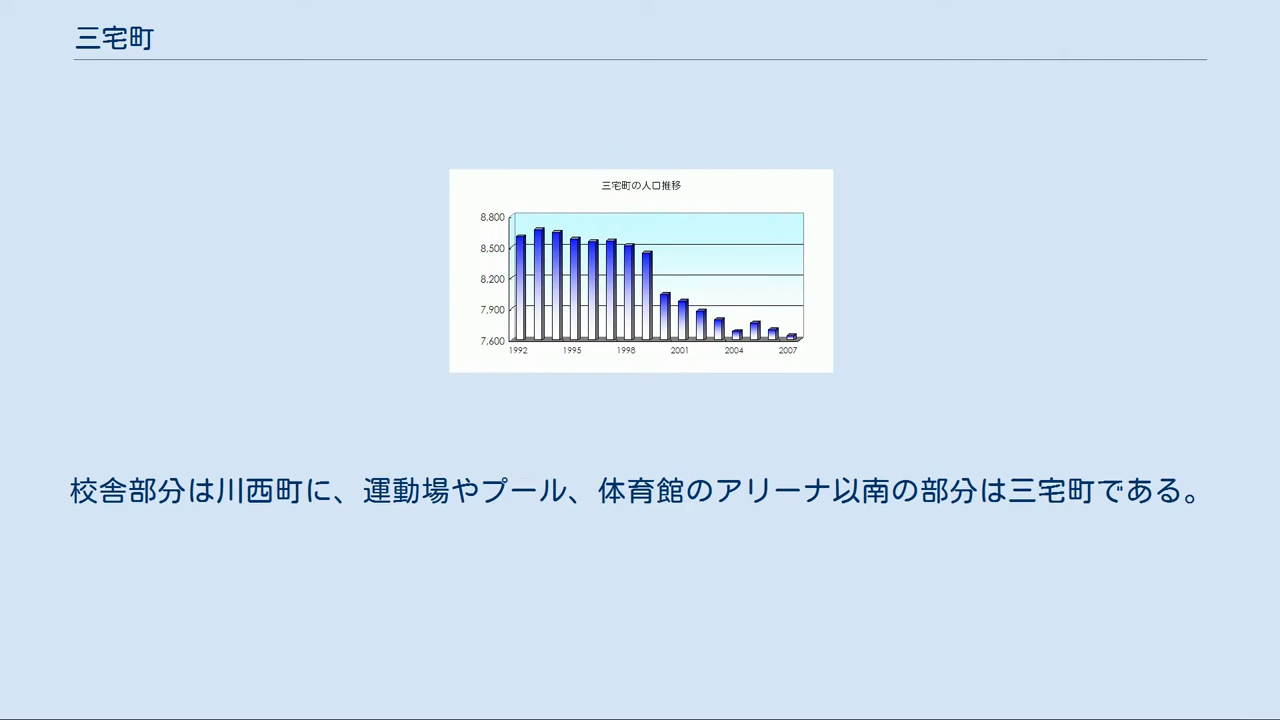 三宅町
三宅町の人口推移
8,800
8,500
8,200
7,900
7,600
1992 1995 1998 2001 2004 2007
校舎部分は川西町に、運動場やプール、体育館のアリーナ以南の部分は三宅町である。